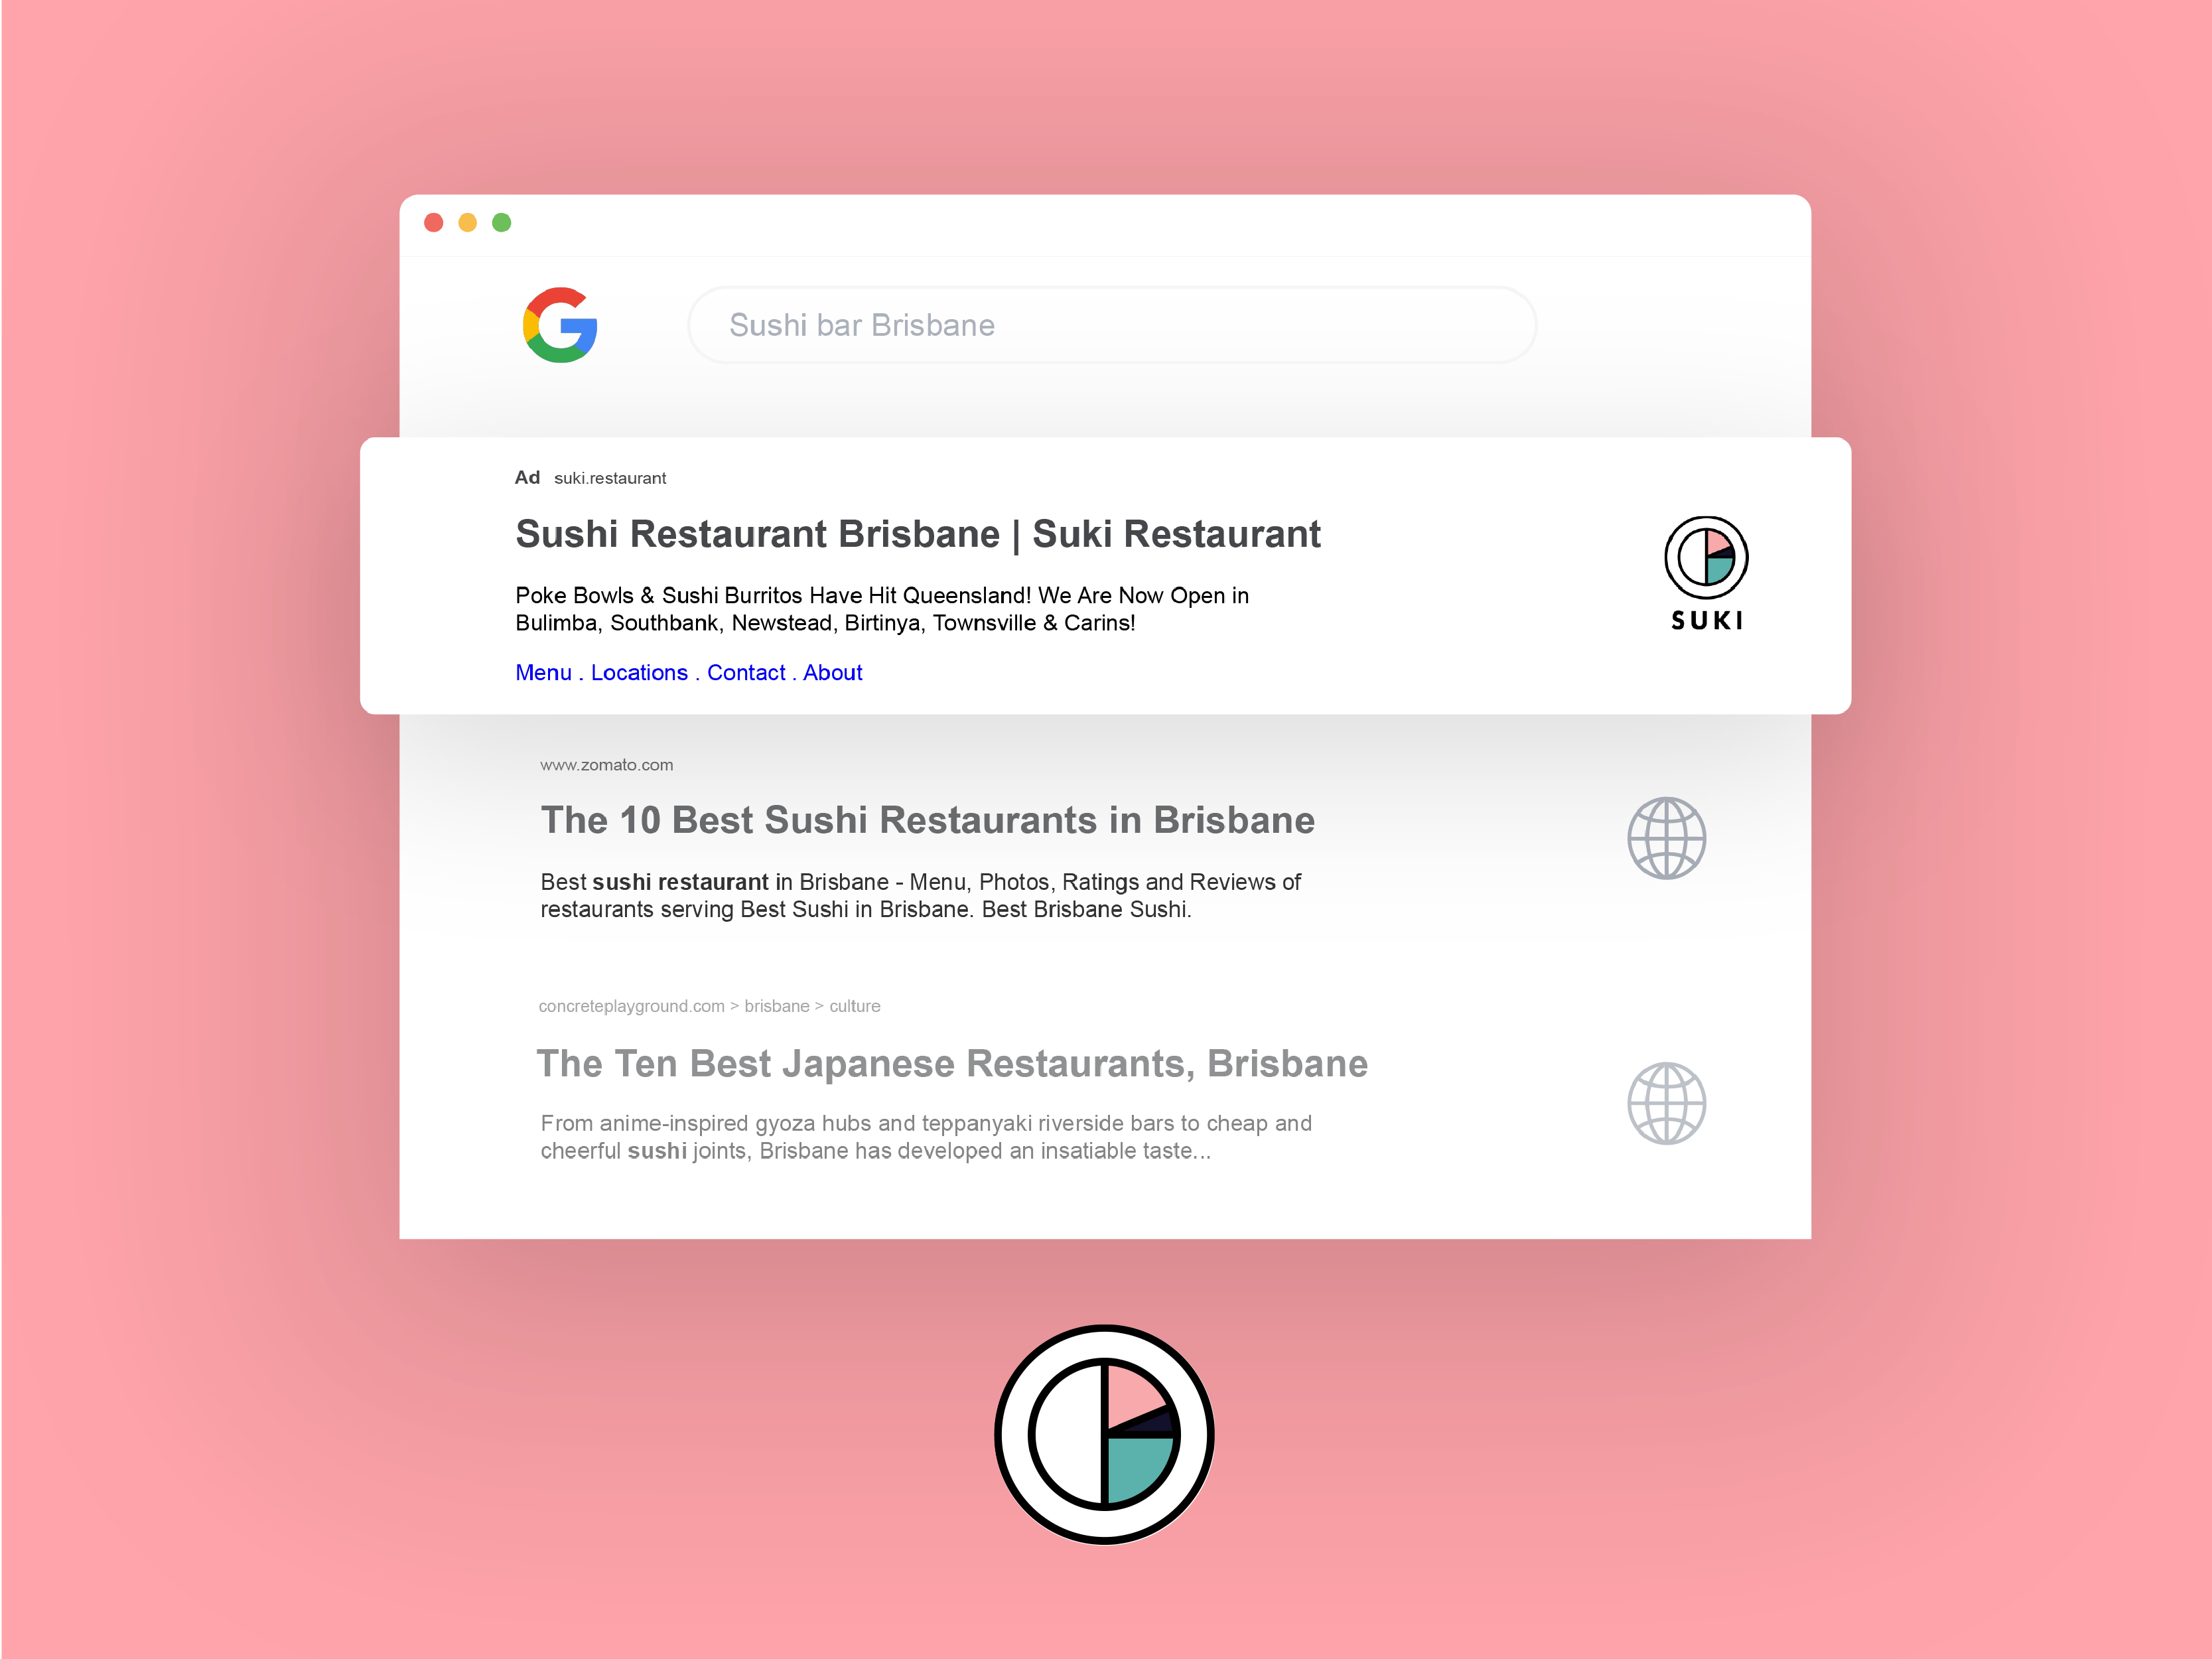 Sushi bar Brisbane
Ad suki.restaurant
Sushi Restaurant Brisbane | Suki Restaurant
Poke Bowls & Sushi Burritos Have Hit Queensland! We Are Now Open in
Bulimba, Southbank, Newstead, Birtinya, Townsville & Carins!
Menu . Locations . Contact . About
SUKI
www.zomato.com
The 10 Best Sushi Restaurants in Brisbane
Best sushi restaurant in Brisbane - Menu, Photos, Ratings and Reviews of
restaurants serving Best Sushi in Brisbane. Best Brisbane Sushi.
concreteplayground.com > brisbane > culture
The Ten Best Japanese Restaurants, Brisbane
From anime-inspired gyoza hubs and teppanyaki riverside bars to cheap and
cheerful sushi joints, Brisbane has developed an insatiable taste...